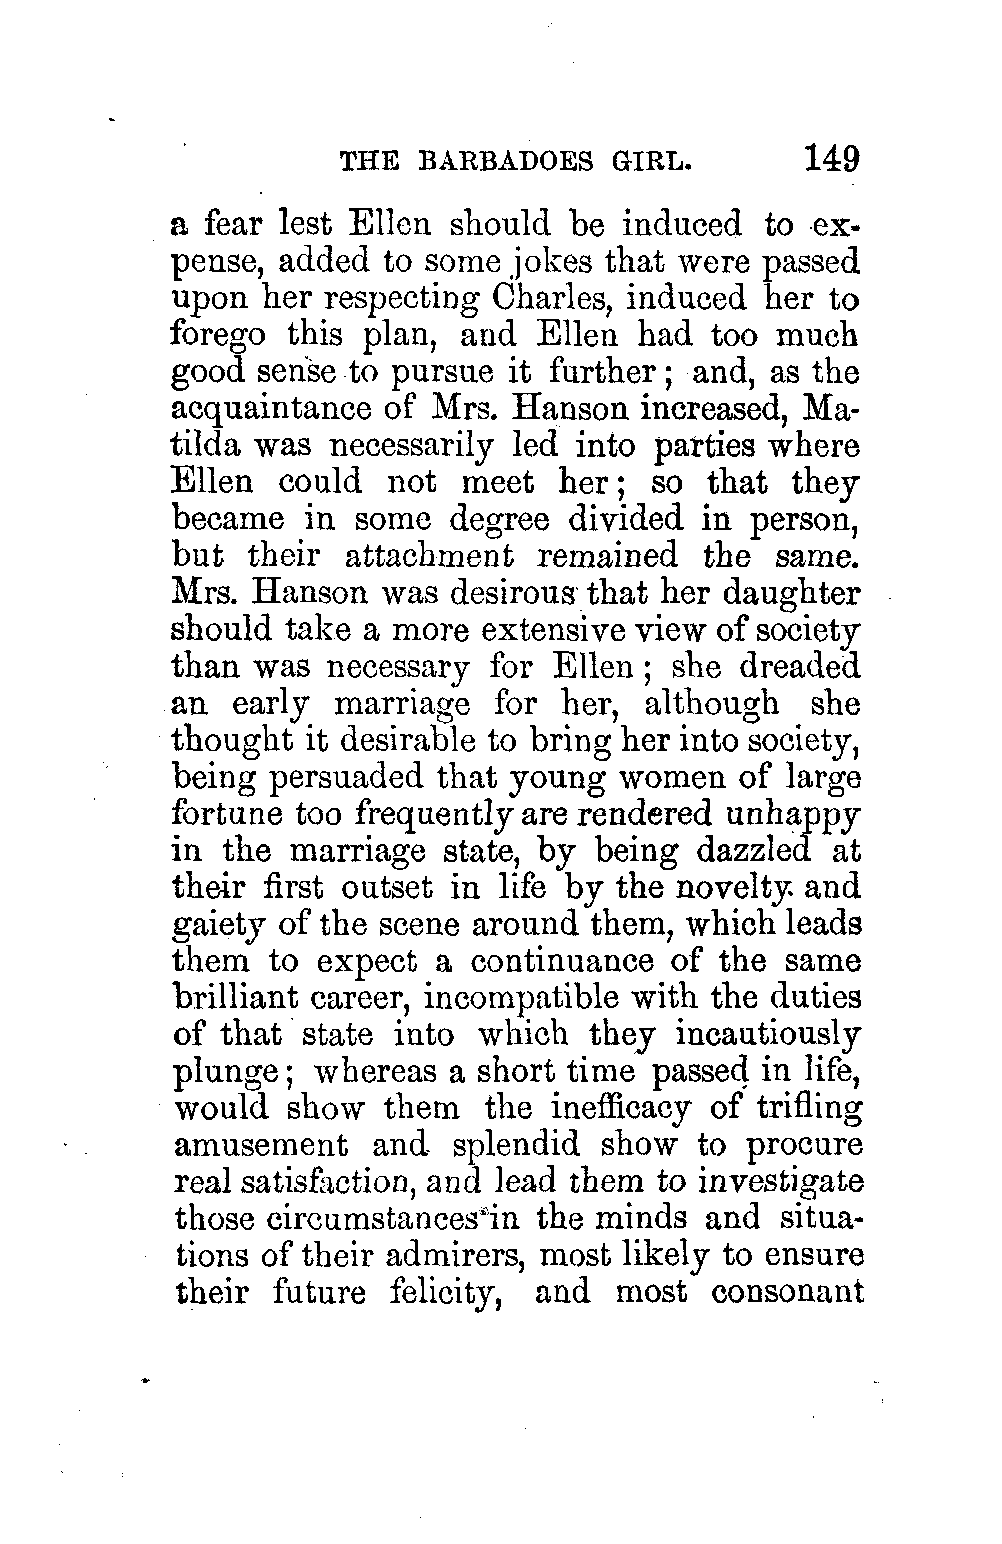 THE BARBADOES GIRL. 149
a fear lest Ellen should be induced to ex-
pense, added to some jokes that were passed
upon her respecting Charles, induced her to
forego this plan, and Ellen had too much
good sense to pursue it further; and, as the
acquaintance of Mrs. Hanson increased, Ma-
tilda was necessarily led into parties where
Ellen could not meet her; so that they
became in some degree divided in person,
but their attachment remained the same.
Mrs. Hanson was desirous that her daughter
should take a more extensive view of society
than was necessary for Ellen; she dreaded
an early marriage for her, although she
thought it desirable to bring her into society,
being persuaded that young women of large
fortune too frequently are rendered unhappy
in the marriage state, by being dazzled at
their first outset in life by the novelty and
gaiety of the scene around them, which leads
them to expect a continuance of the same
brilliant career, incompatible with the duties
of that state into which they incautiously
plunge; whereas a short time passed in life,
would show them the inefficacy of trifling
amusement and splendid show to procure
real satisfaction, and lead them to investigate
those circumstances in the minds and situa-
tions of their admirers, most likely to ensure
their future felicity, and most consonant